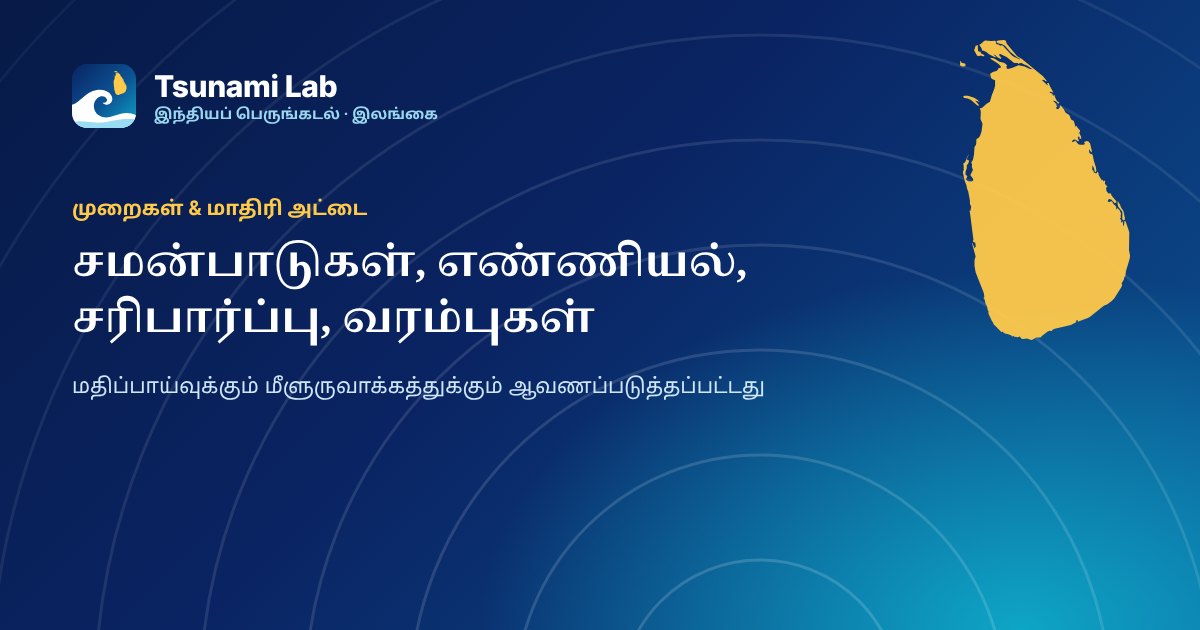 Tsunami Lab
இந்தியப் பெருங்கடல் · இலங்கை
முறைகள் & மாதிரி அட்டை
சமன்பாடுகள், எண்ணியல்,
சரிபார்ப்பு, வரம்புகள்
மதிப்பாய்வுக்கும் மீளுருவாக்கத்துக்கும் ஆவணப்படுத்தப்பட்டது